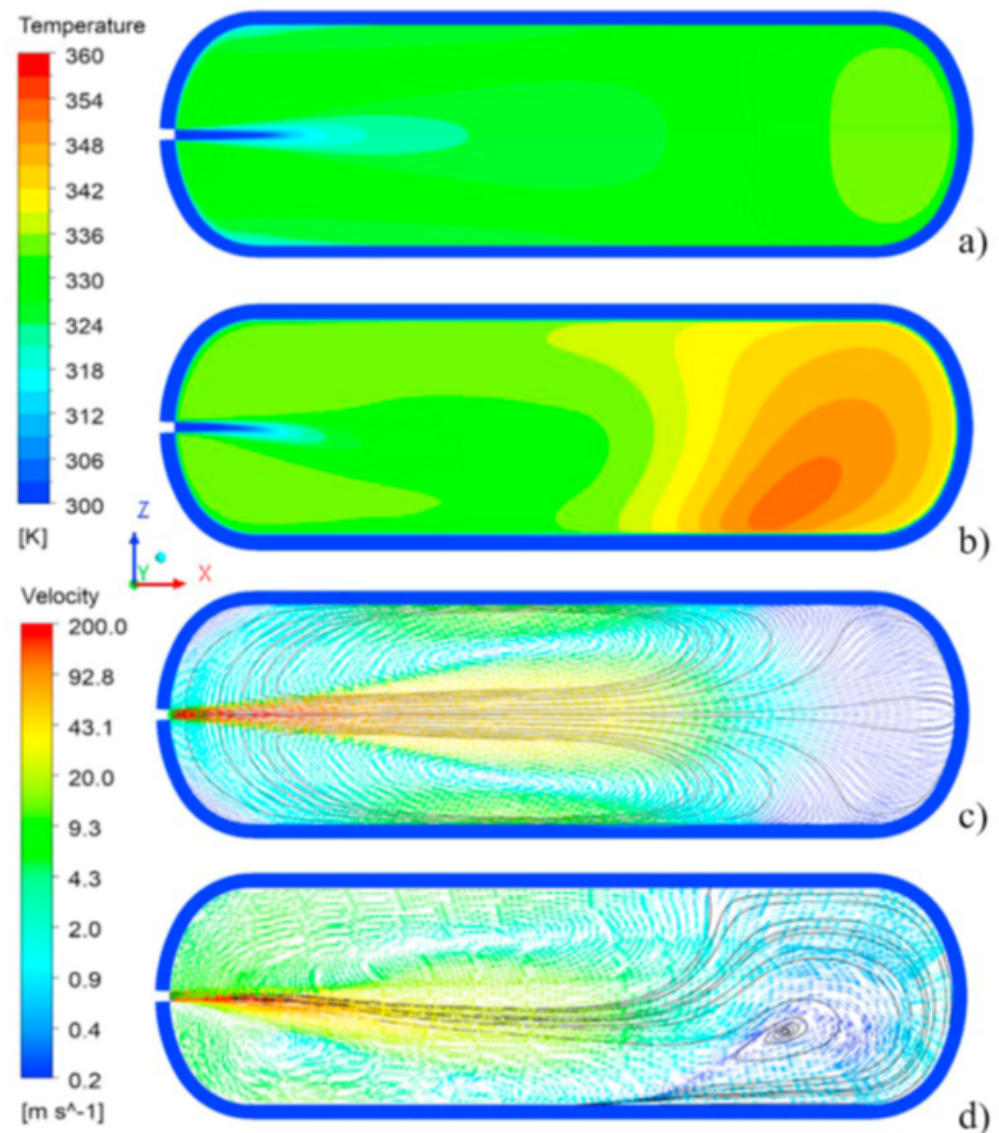 Temperature
360
354
348
342
336
330
324
318
312
306
300
[K]
a)
b)
Z
Y
X
Velocity
200.0
92.8
43.1
20.0
9.3
4.3
2.0
0.9
0.4
0.2
[m s^-1]
c)
d)